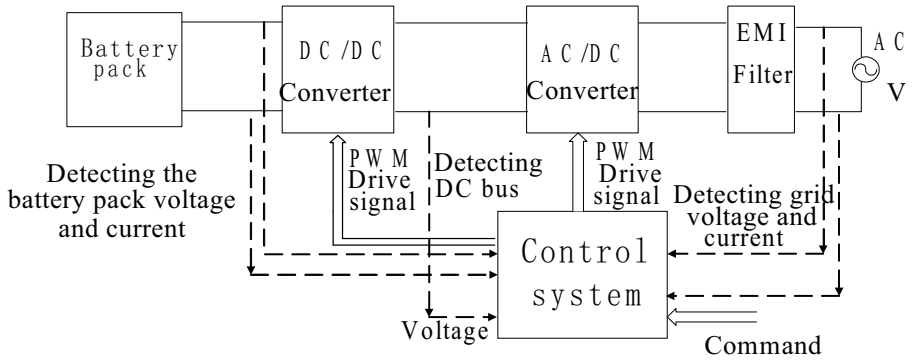 Battery
pack
DC/DC
Converter
AC/DC
Converter
EMI
Filter
AC
V
Detecting the
battery pack voltage
and current
PWM
Drive
signal
Detecting
DC bus
Voltage
PWM
Drive
signal
Detecting grid
voltage and
current
Control
system
Command